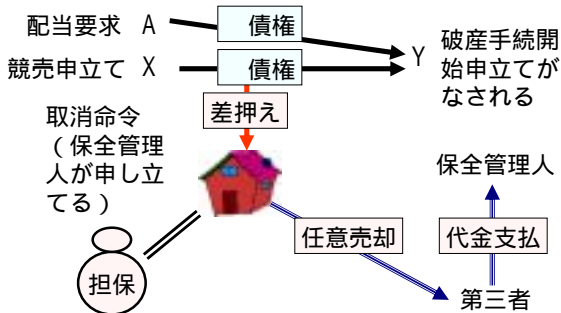 配当要求 A
債権
競売申立て X
債権
Y
破産手続開
始申立てが
なされる
差押え
取消命令
（保全管理
人が申し立
てる）
保全管理人
任意売却
代金支払
担保
第三者